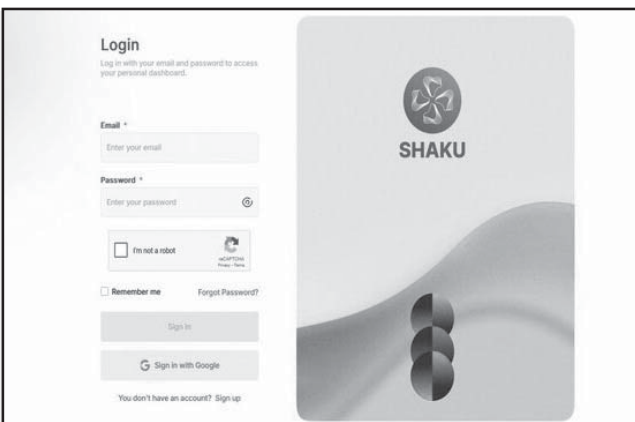 Login
Log in with your email and password to access
your personal dashboard.
Email *
Enter your email
Password *
Enter your password
I'm not a robot
reCAPTCHA
Privacy - Terms
Remember me Forgot Password?
Sign in
G Sign in with Google
You don't have an account? Sign up
SHAKU